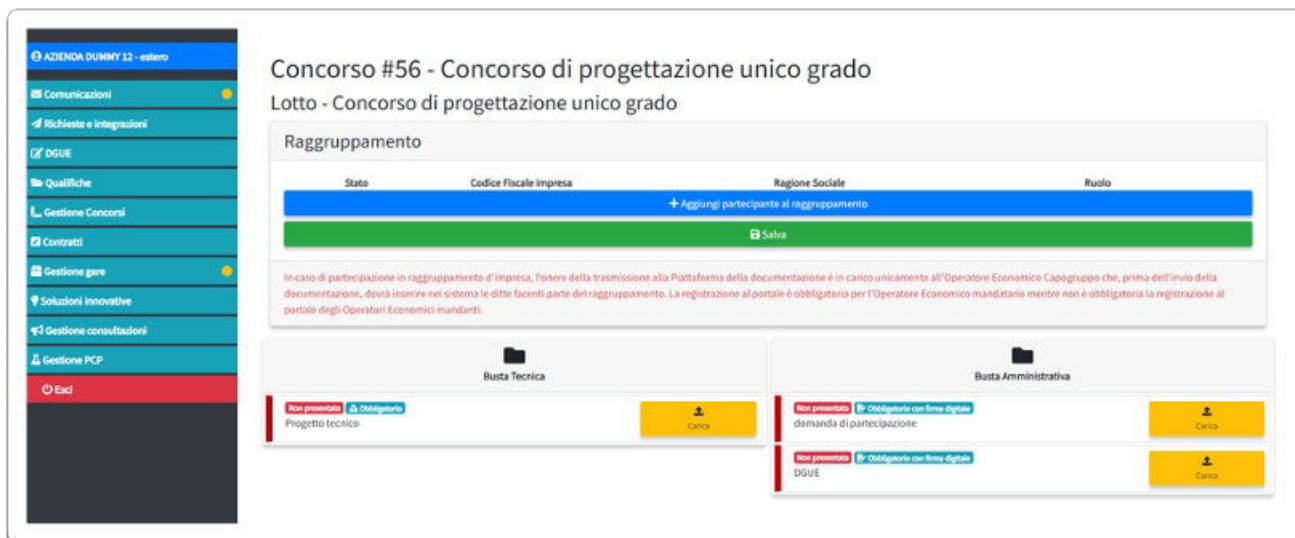 AZIENDA DUMMY 12 - estero
Comunicazioni
Richieste e integrazioni
DGUE
Qualifiche
Gestione Concorsi
Contratti
Gestione gare
Soluzioni innovative
Gestione consultazioni
Gestione PCP
Esci
Concorso #56 - Concorso di progettazione unico grado
Lotto - Concorso di progettazione unico grado
Raggruppamento
Stato Codice Fiscale impresa Ragione Sociale Ruolo
+ Aggiungi partecipante al raggruppamento
Salva
In caso di partecipazione in raggruppamento d'impresa, l'onere della trasmissione alla Piattaforma della documentazione è in carico unicamente all'Operatore Economico Capogruppo che, prima dell'invio della
documentazione, dovrà inserire nel sistema le ditte facenti parte del raggruppamento. La registrazione al portale è obbligatoria per l'Operatore Economico mandatario mentre non è obbligatoria la registrazione al
portale degli Operatori Economici mandanti.
Busta Tecnica
Non presentata Obbligatorio
Progetto tecnico
Carica
Busta Amministrativa
Non presentata Obbligatorio con firma digitale
domanda di partecipazione
Carica
Non presentata Obbligatorio con firma digitale
DGUE
Carica